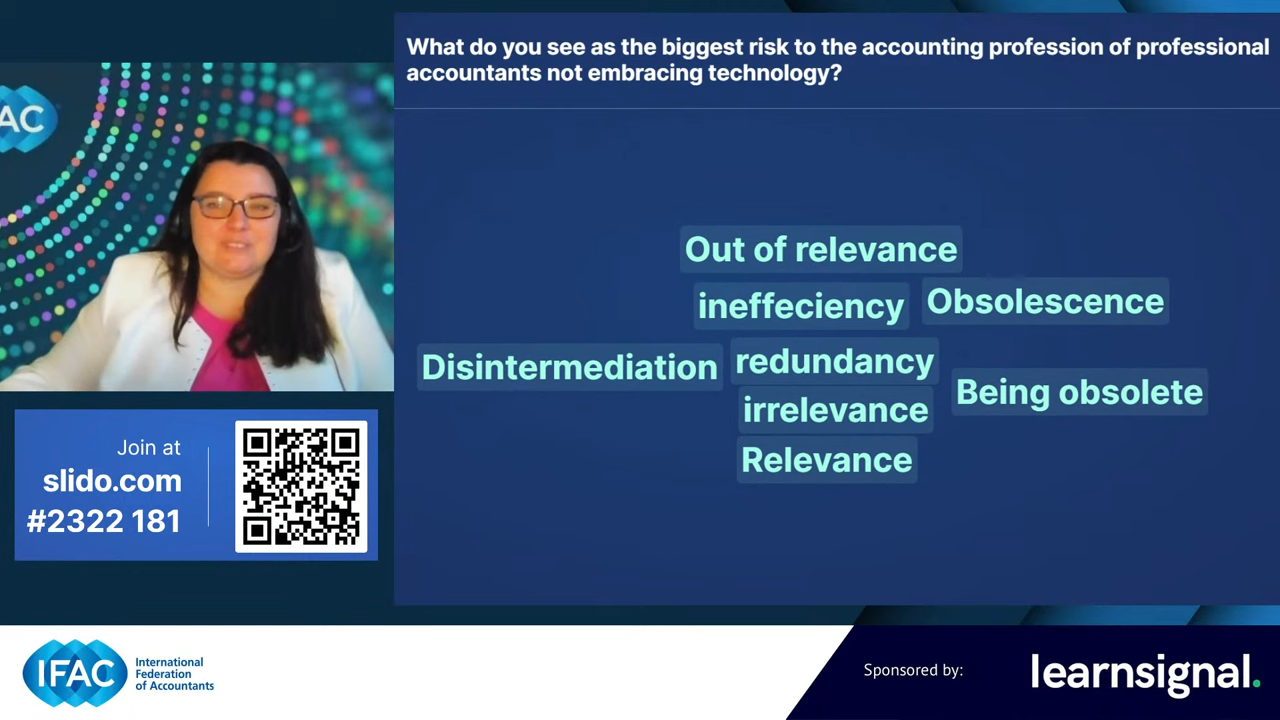 What do you see as the biggest risk to the accounting profession of professional
accountants not embracing technology?
AC
Out of relevance
ineffeciency
Obsolescence
Disintermediation
redundancy
Being obsolete
irrelevance
Relevance
Join at
slido.com
#2322 181
IFAC
International
Federation
of Accountants
Sponsored by:
learnsignal.